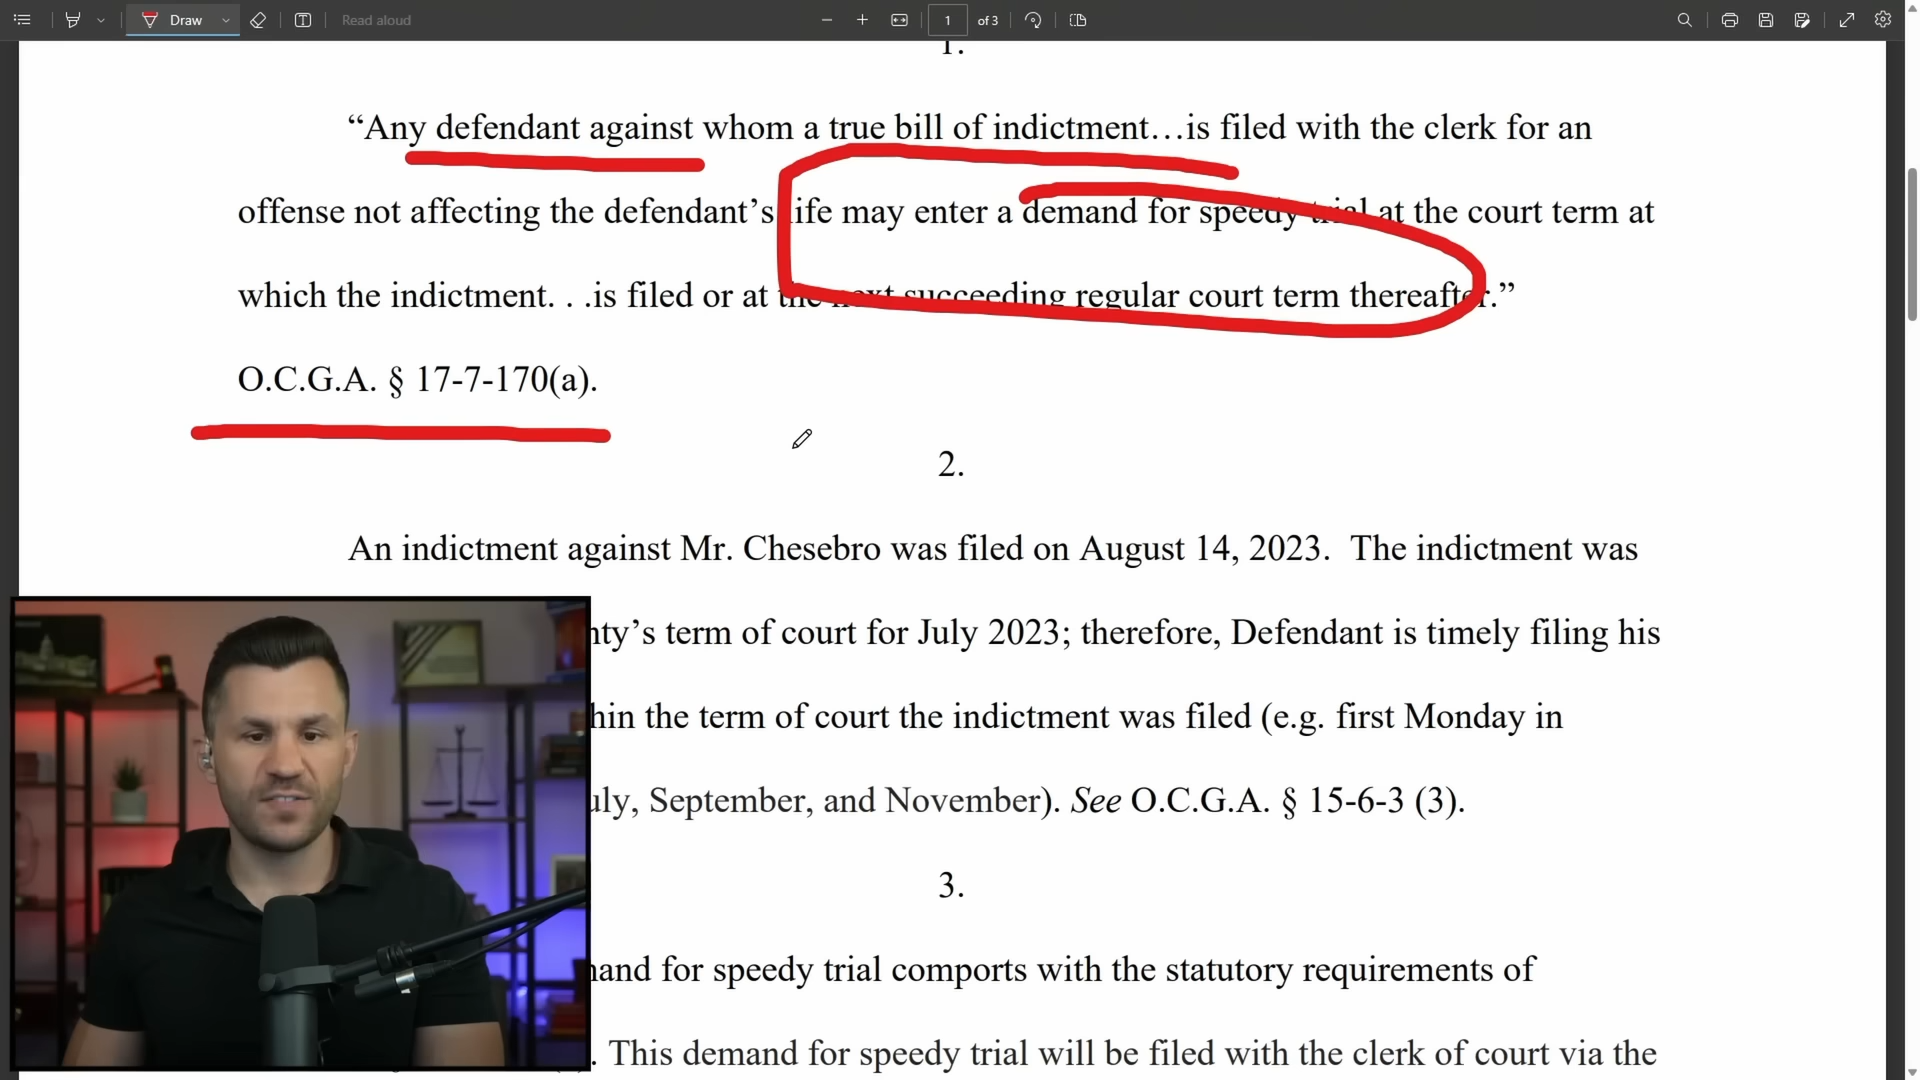 Draw
Read aloud
1
of 3
1.
“Any defendant against whom a true bill of indictment…is filed with the clerk for an
offense not affecting the defendant’s life may enter a demand for speedy trial at the court term at
which the indictment. . .is filed or at the next succeeding regular court term thereafter.”
O.C.G.A. § 17-7-170(a).
2.
An indictment against Mr. Chesebro was filed on August 14, 2023.  The indictment was
nty’s term of court for July 2023; therefore, Defendant is timely filing his
hin the term of court the indictment was filed (e.g. first Monday in
uly, September, and November). See O.C.G.A. § 15-6-3 (3).
3.
mand for speedy trial comports with the statutory requirements of
. This demand for speedy trial will be filed with the clerk of court via the